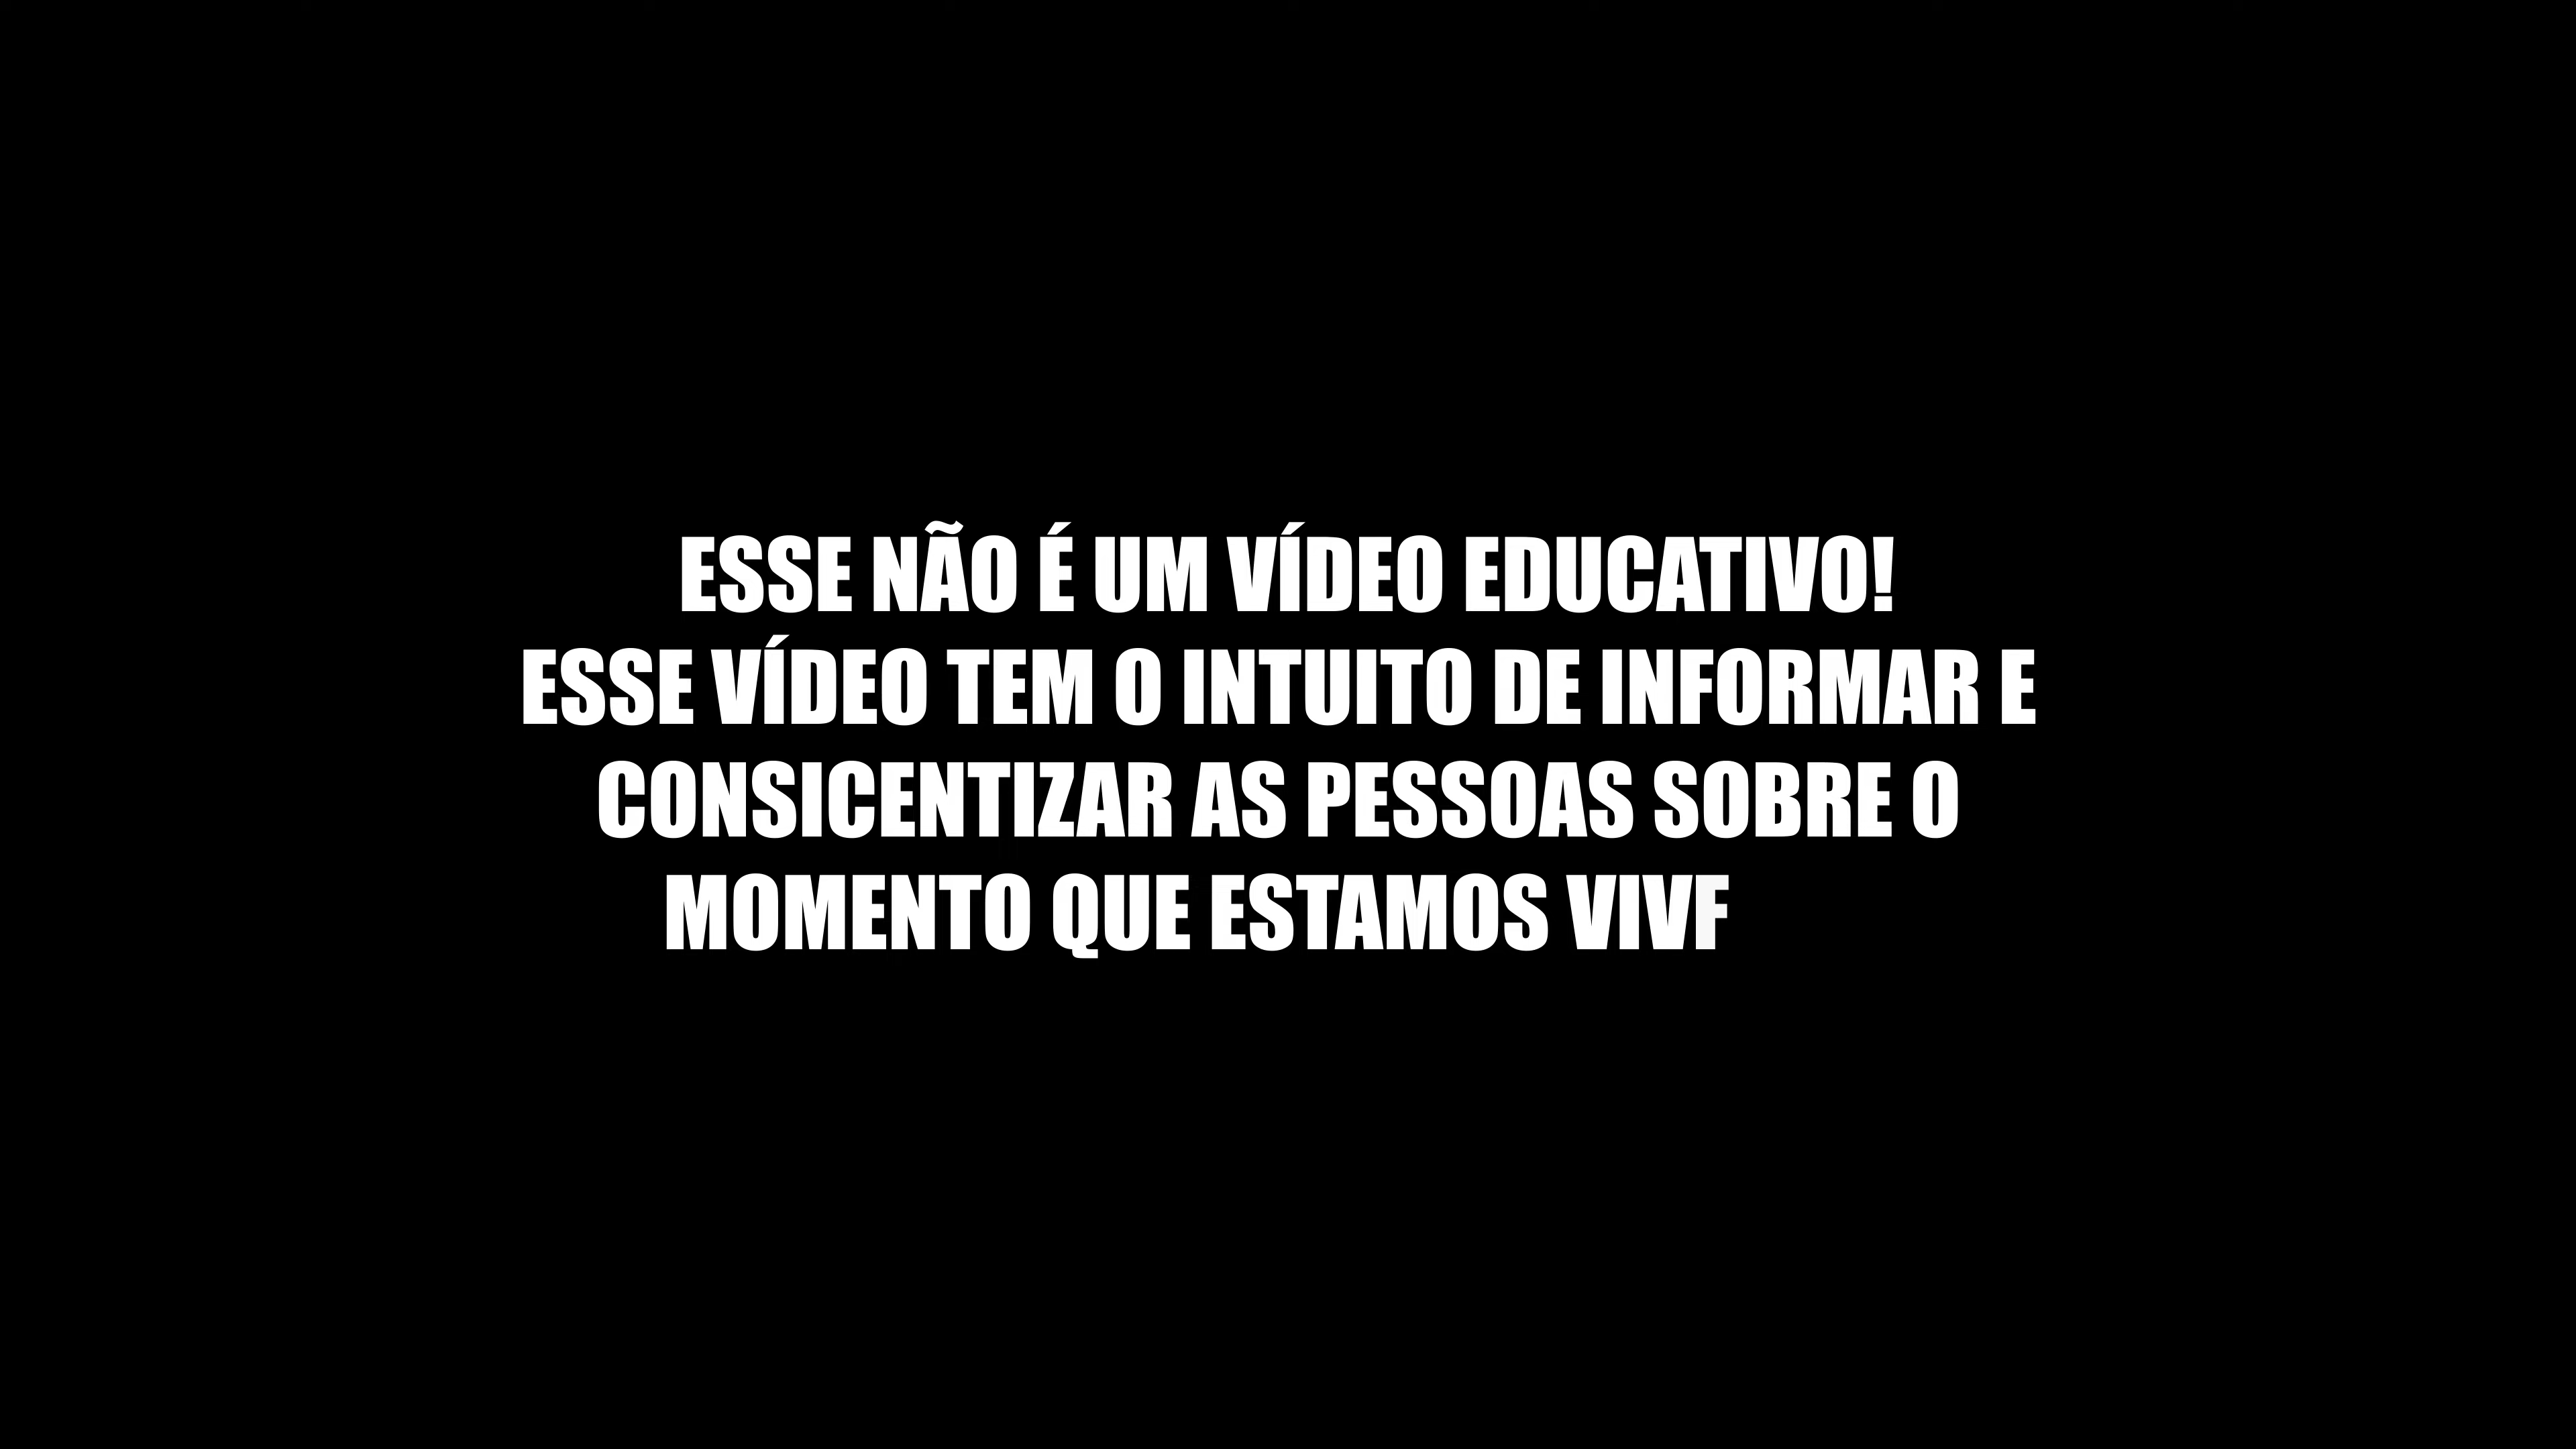 ESSE NÃO É UM VÍDEO EDUCATIVO!
ESSE VÍDEO TEM O INTUITO DE INFORMAR E
CONSICENTIZAR AS PESSOAS SOBRE O
MOMENTO QUE ESTAMOS VIVF